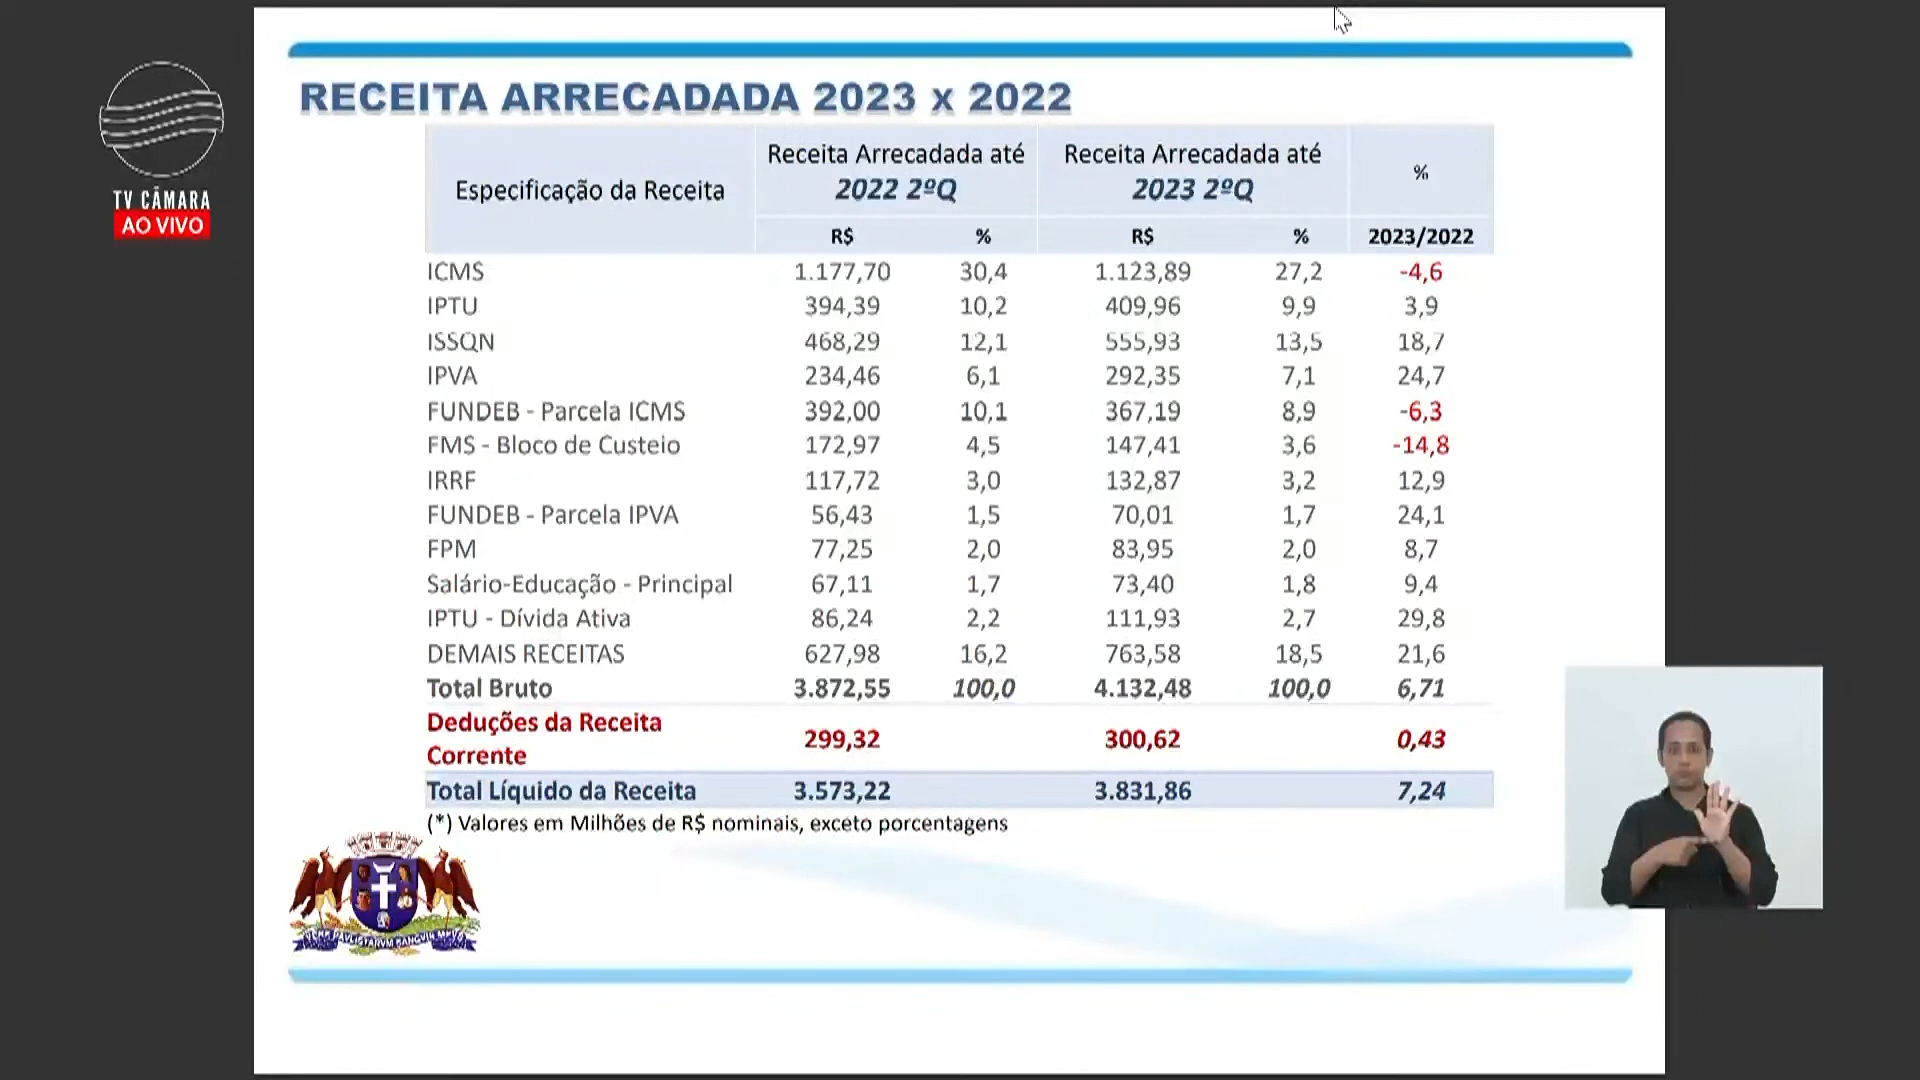 TV CÂMARA
AO VIVO
RECEITA ARRECADADA 2023 x 2022
Especificação da Receita
Receita Arrecadada até 2022 2ºQ
Receita Arrecadada até 2023 2ºQ
%
R$ % R$ % 2023/2022
ICMS 1.177,70 30,4 1.123,89 27,2 -4,6
IPTU 394,39 10,2 409,96 9,9 3,9
ISSQN 468,29 12,1 555,93 13,5 18,7
IPVA 234,46 6,1 292,35 7,1 24,7
FUNDEB - Parcela ICMS 392,00 10,1 367,19 8,9 -6,3
FMS - Bloco de Custeio 172,97 4,5 147,41 3,6 -14,8
IRRF 117,72 3,0 132,87 3,2 12,9
FUNDEB - Parcela IPVA 56,43 1,5 70,01 1,7 24,1
FPM 77,25 2,0 83,95 2,0 8,7
Salário-Educação - Principal 67,11 1,7 73,40 1,8 9,4
IPTU - Dívida Ativa 86,24 2,2 111,93 2,7 29,8
DEMAIS RECEITAS 627,98 16,2 763,58 18,5 21,6
Total Bruto 3.872,55 100,0 4.132,48 100,0 6,71
Deduções da Receita Corrente 299,32 300,62 0,43
Total Líquido da Receita 3.573,22 3.831,86 7,24
(*) Valores em Milhões de R$ nominais, exceto porcentagens